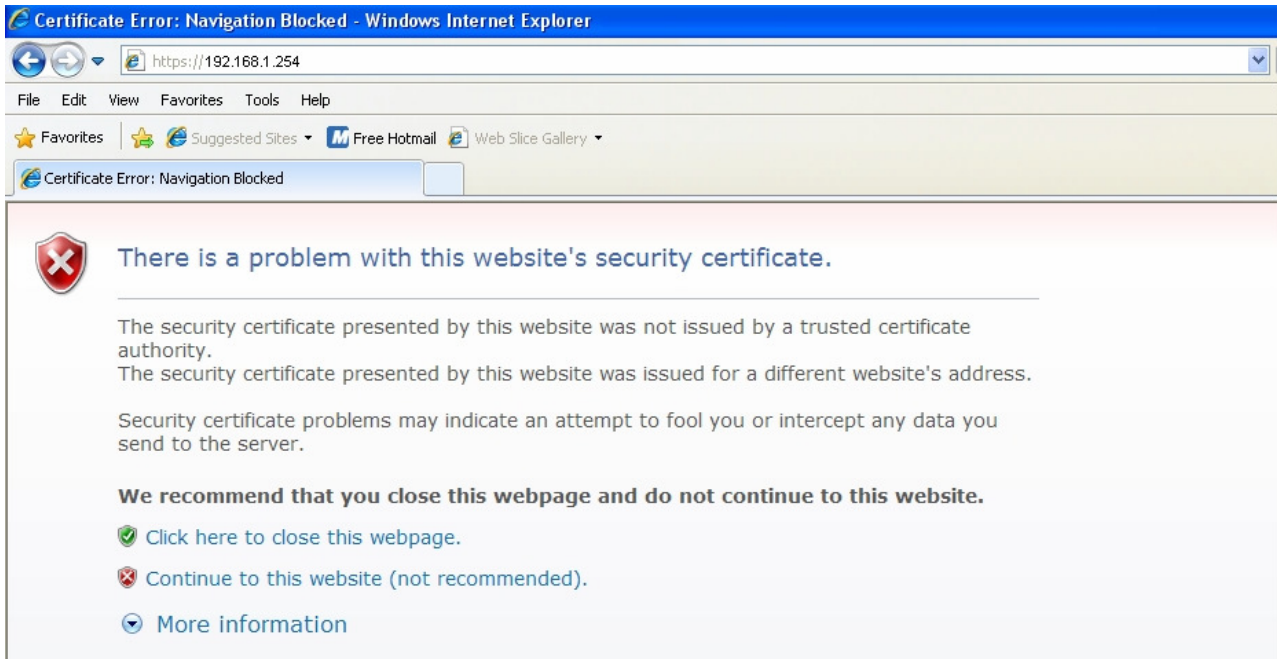 Certificate Error: Navigation Blocked - Windows Internet Explorer
https://192.168.1.254
File Edit View Favorites Tools Help
Favorites Suggested Sites Free Hotmail Web Slice Gallery
Certificate Error: Navigation Blocked
There is a problem with this website's security certificate.
The security certificate presented by this website was not issued by a trusted certificate
authority.
The security certificate presented by this website was issued for a different website's address.
Security certificate problems may indicate an attempt to fool you or intercept any data you
send to the server.
We recommend that you close this webpage and do not continue to this website.
Click here to close this webpage.
Continue to this website (not recommended).
More information